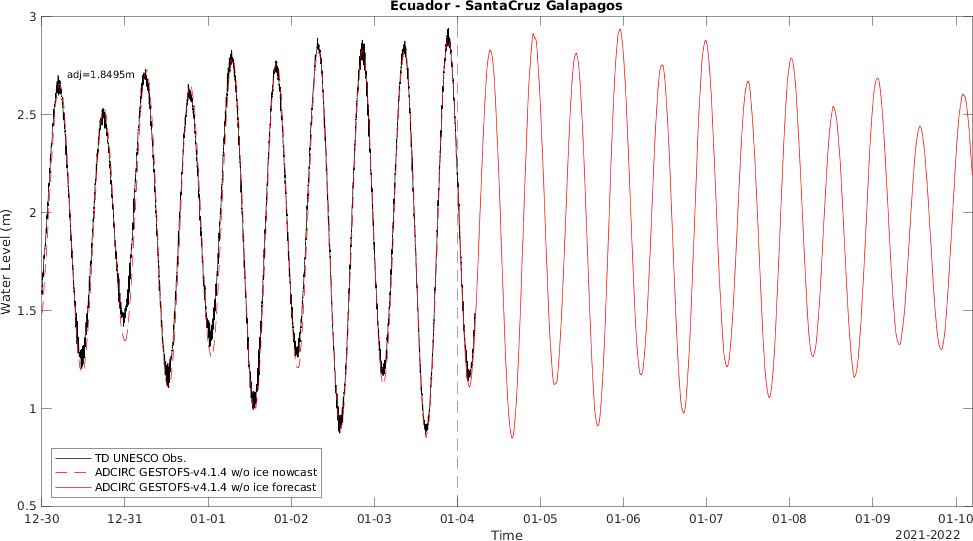 Ecuador - SantaCruz Galapagos
3
adj=1.8495m
2.5
2
Water Level (m)
1.5
1
TD UNESCO Obs.
ADCIRC GESTOFS-v4.1.4 w/o ice nowcast
ADCIRC GESTOFS-v4.1.4 w/o ice forecast
0.5
12-30 12-31 01-01 01-02 01-03 01-04 01-05 01-06 01-07 01-08 01-09 01-10
Time
2021-2022